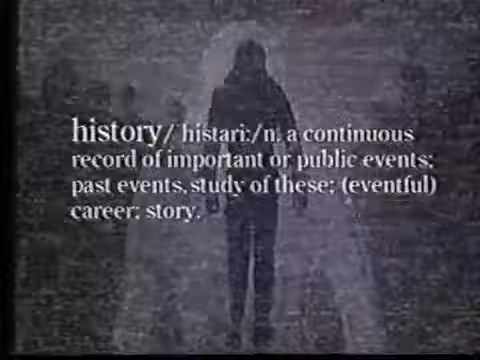 history/ histari:/n. a continuous
record of important or public events;
past events, study of these; (eventful)
career; story.